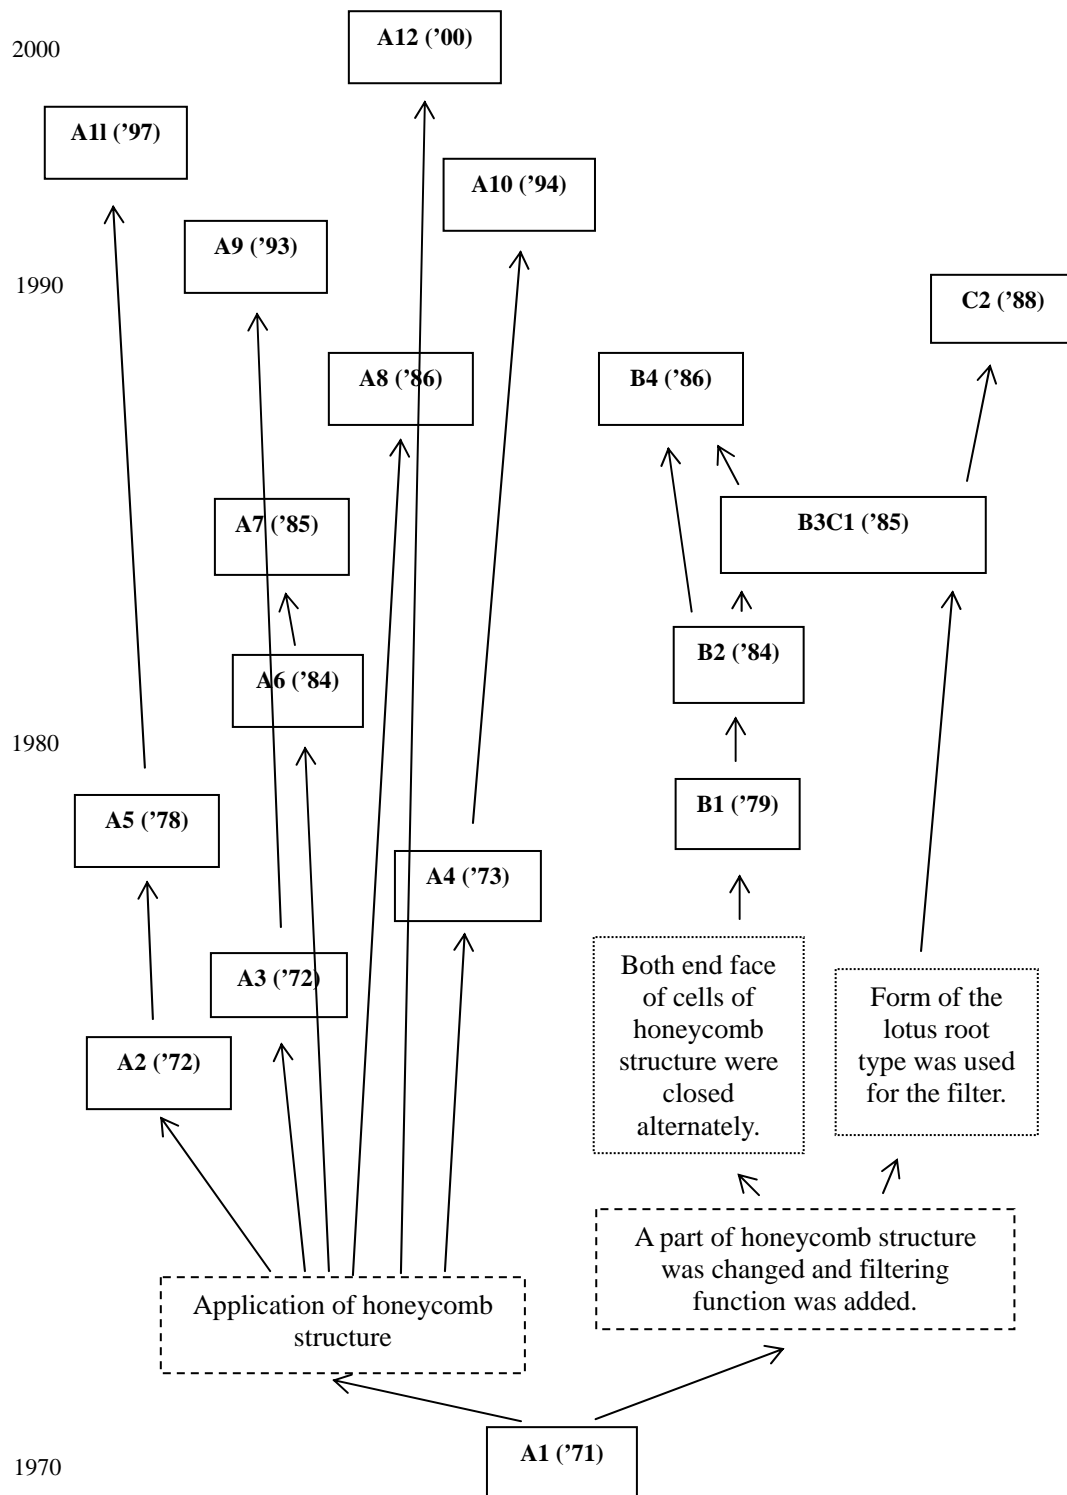 A12 (’00)
2000
A1l (’97)
A10 (’94)
A9 (’93)
1990
C2 (’88)
A8 (’86)
B4 (’86)
A7 (’85)
B3C1 (’85)
B2 (’84)
A6 (’84)
1980
B1 (’79)
A5 (’78)
A4 (’73)
Both end face
of cells of
honeycomb
structure were
closed
alternately.
A3 (’72)
Form of the
lotus root
type was used
for the filter.
A2 (’72)
A part of honeycomb structure
was changed and filtering
function was added.
Application of honeycomb
structure
A1 (’71)
1970